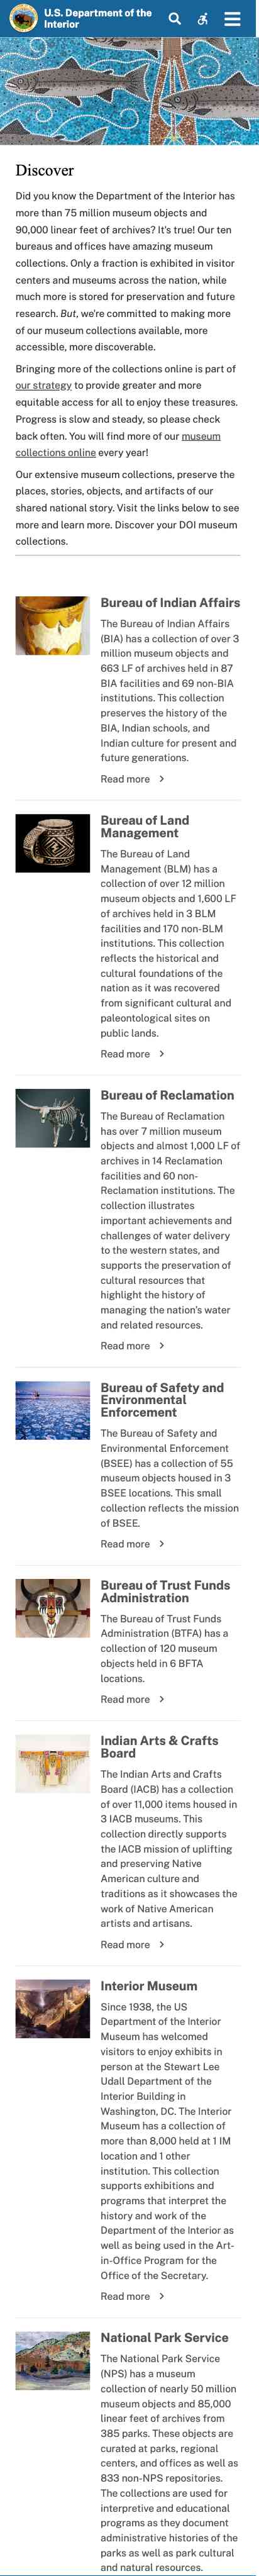 U.S. Department of the
Interior
Discover
Did you know the Department of the Interior has
more than 75 million museum objects and
90,000 linear feet of archives? It's true! Our ten
bureaus and offices have amazing museum
collections. Only a fraction is exhibited in visitor
centers and museums across the nation, while
much more is stored for preservation and future
research. But, we're committed to making more
of our museum collections available, more
accessible, more discoverable.
Bringing more of the collections online is part of
our strategy to provide greater and more
equitable access for all to enjoy these treasures.
Progress is slow and steady, so please check
back often. You will find more of our museum
collections online every year!
Our extensive museum collections, preserve the
places, stories, objects, and artifacts of our
shared national story. Visit the links below to see
more and learn more. Discover your DOI museum
collections.
Bureau of Indian Affairs
The Bureau of Indian Affairs
(BIA) has a collection of over 3
million museum objects and
663 LF of archives held in 87
BIA facilities and 69 non-BIA
institutions. This collection
preserves the history of the
BIA, Indian schools, and
Indian culture for present and
future generations.
Read more
Bureau of Land
Management
The Bureau of Land
Management (BLM) has a
collection of over 12 million
museum objects and 1,600 LF
of archives held in 3 BLM
facilities and 170 non-BLM
institutions. This collection
reflects the historical and
cultural foundations of the
nation as it was recovered
from significant cultural and
paleontological sites on
public lands.
Read more
Bureau of Reclamation
The Bureau of Reclamation
has over 7 million museum
objects and almost 1,000 LF of
archives in 14 Reclamation
facilities and 60 non-
Reclamation institutions. The
collection illustrates
important achievements and
challenges of water delivery
to the western states, and
supports the preservation of
cultural resources that
highlight the history of
managing the nation's water
and related resources.
Read more
Bureau of Safety and
Environmental
Enforcement
The Bureau of Safety and
Environmental Enforcement
(BSEE) has a collection of 55
museum objects housed in 3
BSEE locations. This small
collection reflects the mission
of BSEE.
Read more
Bureau of Trust Funds
Administration
The Bureau of Trust Funds
Administration (BTFA) has a
collection of 120 museum
objects held in 6 BFTA
locations.
Read more
Indian Arts & Crafts
Board
The Indian Arts and Crafts
Board (IACB) has a collection
of over 11,000 items housed in
3 IACB museums. This
collection directly supports
the IACB mission of uplifting
and preserving Native
American culture and
traditions as it showcases the
work of Native American
artists and artisans.
Read more
Interior Museum
Since 1938, the US
Department of the Interior
Museum has welcomed
visitors to enjoy exhibits in
person at the Stewart Lee
Udall Department of the
Interior Building in
Washington, DC. The Interior
Museum has a collection of
more than 8,000 held at 1 IM
location and 1 other
institution. This collection
supports exhibitions and
programs that interpret the
history and work of the
Department of the Interior as
well as being used in the Art-
in-Office Program for the
Office of the Secretary.
Read more
National Park Service
The National Park Service
(NPS) has a museum
collection of nearly 50 million
museum objects and 85,000
linear feet of archives from
385 parks. These objects are
curated at parks, regional
centers, and offices as well as
833 non-NPS repositories.
The collections are used for
interpretive and educational
programs as they document
administrative histories of the
parks as well as park cultural
and natural resources.